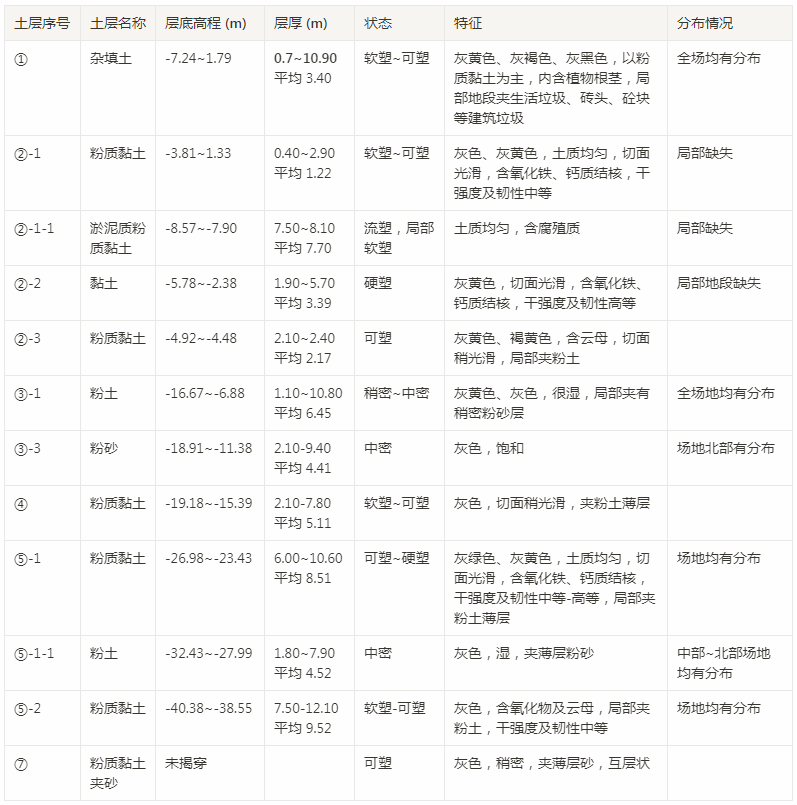 土层序号 土层名称 层底高程 (m) 层厚 (m) 状态 特征 分布情况
① 杂填土 -7.24~1.79 0.7~10.90 软塑~可塑 灰黄色、灰褐色、灰黑色，以粉 全场均有分布
平均 3.40 质黏土为主，内含植物根茎，局
部地段夹生活垃圾、砖头、砼块
等建筑垃圾
②-1 粉质黏土 -3.81~1.33 0.40~2.90 软塑~可塑 灰色、灰黄色，土质均匀，切面 局部缺失
平均 1.22 光滑，含氧化铁、钙质结核，干
强度及韧性中等
②-1-1 淤泥质粉 -8.57~-7.90 7.50~8.10 流塑，局部 土质均匀，含腐殖质 局部缺失
质黏土 平均 7.70 软塑
②-2 黏土 -5.78~-2.38 1.90~5.70 硬塑 灰黄色，切面光滑，含氧化铁、 局部地段缺失
平均 3.39 钙质结核，干强度及韧性高等
②-3 粉质黏土 -4.92~-4.48 2.10~2.40 可塑 灰黄色、褐黄色，含云母，切面
平均 2.17 稍光滑，局部夹粉土
③-1 粉土 -16.67~-6.88 1.10~10.80 稍密~中密 灰黄色、灰色，很湿，局部夹有 全场地均有分布
平均 6.45 稍密粉砂层
③-3 粉砂 -18.91~-11.38 2.10-9.40 中密 灰色，饱和 场地北部有分布
平均 4.41
④ 粉质黏土 -19.18~-15.39 2.10-7.80 软塑~可塑 灰色，切面稍光滑，夹粉土薄层
平均 5.11
⑤-1 粉质黏土 -26.98~-23.43 6.00~10.60 可塑~硬塑 灰绿色、灰黄色，土质均匀，切 场地均有分布
平均 8.51 面光滑，含氧化铁、钙质结核，
干强度及韧性中等-高等，局部夹
粉土薄层
⑤-1-1 粉土 -32.43~-27.99 1.80~7.90 中密 灰色，湿，夹薄层粉砂 中部~北部场地
平均 4.52 均有分布
⑤-2 粉质黏土 -40.38~-38.55 7.50-12.10 软塑-可塑 灰色，含氧化物及云母，局部夹 场地均有分布
平均 9.52 粉土，干强度及韧性中等
⑦ 粉质黏土 未揭穿 可塑 灰色，稍密，夹薄层砂，互层状
夹砂